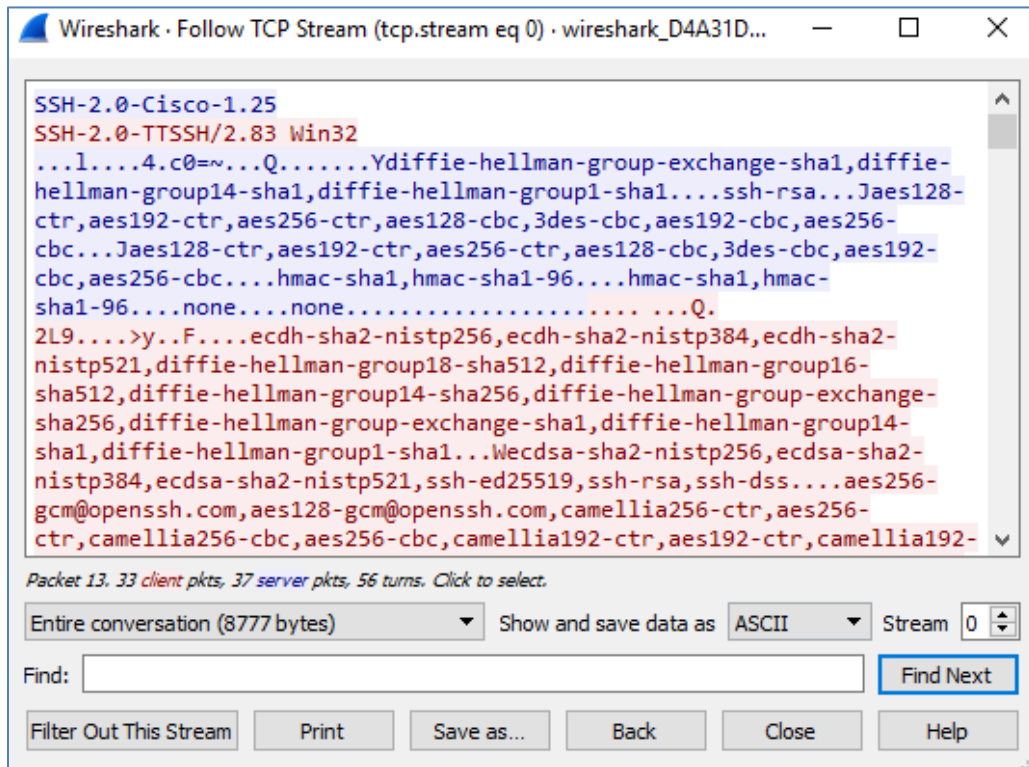 Wireshark · Follow TCP Stream (tcp.stream eq 0) · wireshark_D4A31D...
SSH-2.0-Cisco-1.25
SSH-2.0-TTSSH/2.83 Win32
...l....4.c0=~...Q.......Ydiffie-hellman-group-exchange-sha1,diffie-
hellman-group14-sha1,diffie-hellman-group1-sha1....ssh-rsa...Jaes128-
ctr,aes192-ctr,aes256-ctr,aes128-cbc,3des-cbc,aes192-cbc,aes256-
cbc...Jaes128-ctr,aes192-ctr,aes256-ctr,aes128-cbc,3des-cbc,aes192-
cbc,aes256-cbc....hmac-sha1,hmac-sha1-96....hmac-sha1,hmac-
sha1-96....none....none...................... ...Q.
2L9....>y..F....ecdh-sha2-nistp256,ecdh-sha2-nistp384,ecdh-sha2-
nistp521,diffie-hellman-group18-sha512,diffie-hellman-group16-
sha512,diffie-hellman-group14-sha256,diffie-hellman-group-exchange-
sha256,diffie-hellman-group-exchange-sha1,diffie-hellman-group14-
sha1,diffie-hellman-group1-sha1...Wecdsa-sha2-nistp256,ecdsa-sha2-
nistp384,ecdsa-sha2-nistp521,ssh-ed25519,ssh-rsa,ssh-dss....aes256-
gcm@openssh.com,aes128-gcm@openssh.com,camellia256-ctr,aes256-
ctr,camellia256-cbc,aes256-cbc,camellia192-ctr,aes192-ctr,camellia192-
Packet 13. 33 client pkts, 37 server pkts, 56 turns. Click to select.
Entire conversation (8777 bytes) Show and save data as ASCII Stream 0
Find: Find Next
Filter Out This Stream Print Save as... Back Close Help